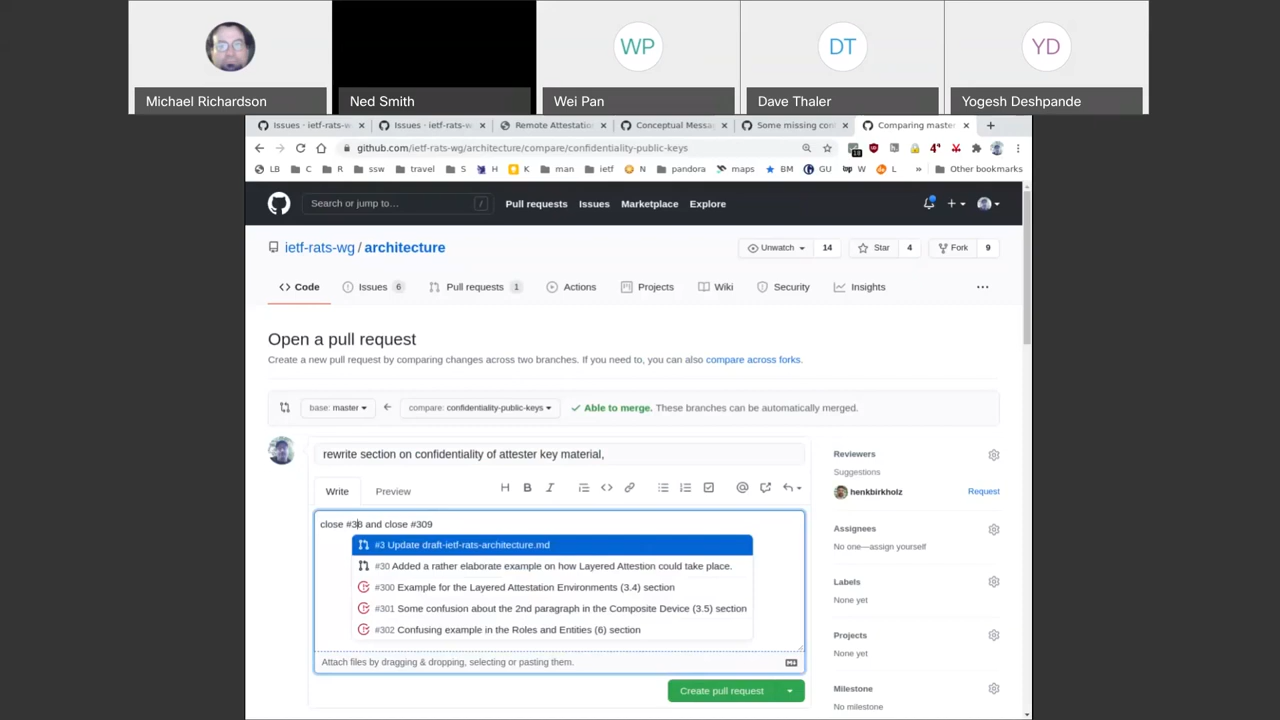 WP
DT
YD
Michael Richardson
Ned Smith
Wei Pan
Dave Thaler
Yogesh Deshpande
Issues · ietf-rats-w
Issues · ietf-rats-w
Remote Attestatio
Conceptual Messag
Some missing con
Comparing master
github.com/ietf-rats-wg/architecture/compare/confidentiality-public-keys
LB
C
R
ssw
travel
S
H
K
man
ietf
N
pandora
maps
BM
GU
W
L
»
Other bookmarks
Search or jump to...
/
Pull requests
Issues
Marketplace
Explore
ietf-rats-wg / architecture
Unwatch 14
Star 4
Fork 9
Code
Issues 6
Pull requests 1
Actions
Projects
Wiki
Security
Insights
Open a pull request
Create a new pull request by comparing changes across two branches. If you need to, you can also compare across forks.
base: master
compare: confidentiality-public-keys
Able to merge. These branches can be automatically merged.
rewrite section on confidentiality of attester key material,
Write
Preview
close #36 and close #309
#3 Update draft-ietf-rats-architecture.md
#30 Added a rather elaborate example on how Layered Attestion could take place.
#300 Example for the Layered Attestation Environments (3.4) section
#301 Some confusion about the 2nd paragraph in the Composite Device (3.5) section
#302 Confusing example in the Roles and Entities (6) section
Attach files by dragging & dropping, selecting or pasting them.
Create pull request
Reviewers
Suggestions
henkbirkholz
Request
Assignees
No one—assign yourself
Labels
None yet
Projects
None yet
Milestone
No milestone